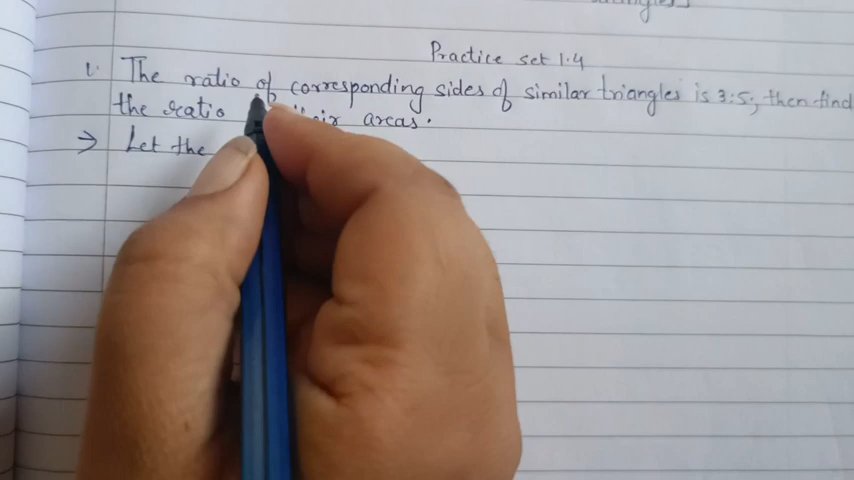 Practice set 1.4
1. The ratio of corresponding sides of similar triangles is 3:5; then find
the ratio their areas.
⇒ Let the